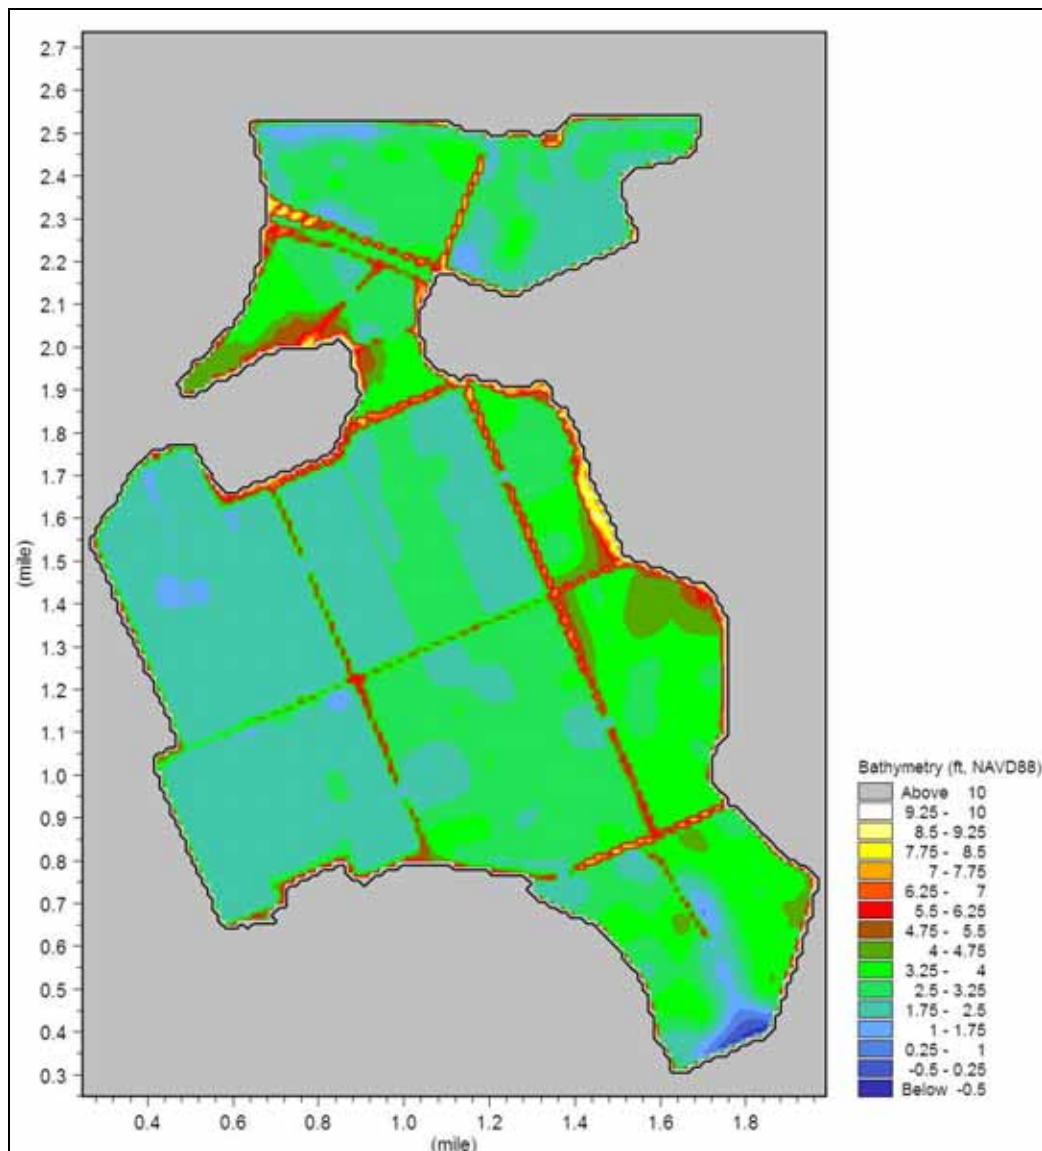 2.7
2.6
2.5
2.4
2.3
2.2
2.1
2.0
1.9
1.8
1.7
1.6
1.5
1.4
1.3
1.2
1.1
1.0
0.9
0.8
0.7
0.6
0.5
0.4
0.3
(mile)
0.4 0.6 0.8 1.0 1.2 1.4 1.6 1.8
(mile)
Bathymetry (ft, NAVD88)
Above 10
9.25 - 10
8.5 - 9.25
7.75 - 8.5
7 - 7.75
6.25 - 7
5.5 - 6.25
4.75 - 5.5
4 - 4.75
3.25 - 4
2.5 - 3.25
1.75 - 2.5
1 - 1.75
0.25 - 1
-0.5 - 0.25
Below -0.5